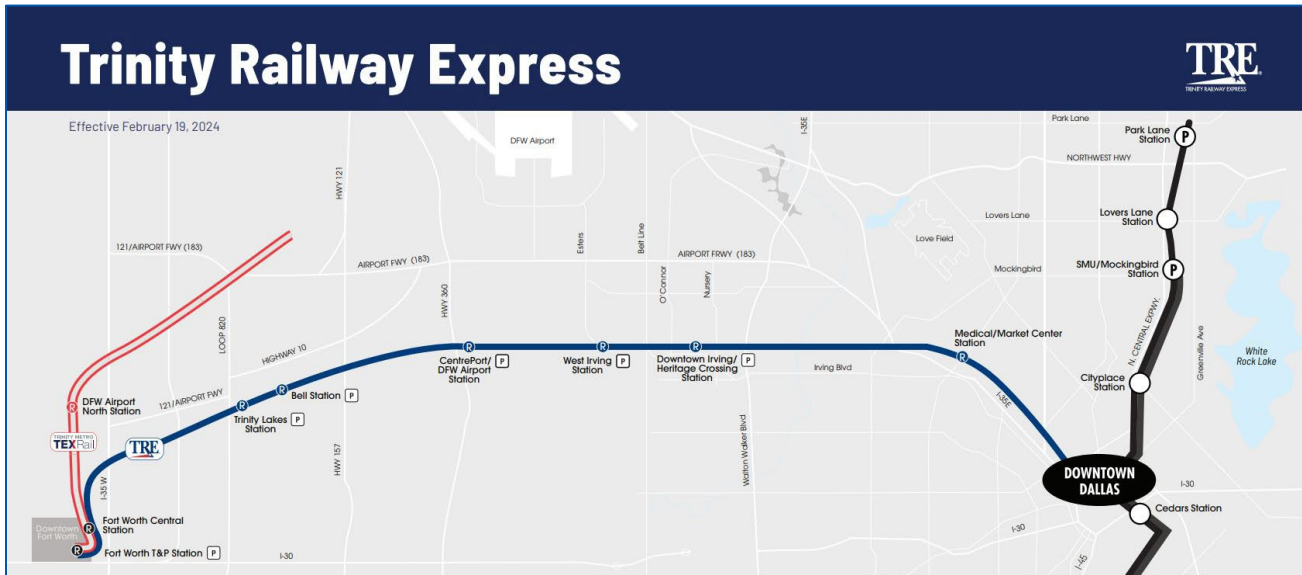 Trinity Railway Express
TRE
TRINITY RAILWAY EXPRESS
Effective February 19, 2024
DFW Airport
I-35E
Park Lane
Park Lane
Station
P
NORTHWEST HWY
HWY 121
Lovers Lane
Lovers Lane
Station
121/AIRPORT FWY (183)
AIRPORT FWY (183)
Esters
Belt Line
AIRPORT FRWY (183)
Love Field
Mockingbird
SMU/Mockingbird
Station
P
O'Connor
Nursery
HWY 360
LOOP 820
HIGHWAY 10
N. CENTRAL EXPWY.
Greenville Ave
White
Rock Lake
R
CentrePort/
DFW Airport
Station
P
R
West Irving
Station
P
R
Downtown Irving/
Heritage Crossing
Station
P
Medical/Market Center
Station
R
Irving Blvd
Cityplace
Station
R
Bell Station
P
R
DFW Airport
North Station
121/AIRPORT FWY
R
Trinity Lakes
Station
P
I-35E
TRINITY METRO
TEXRail
TRE
HWY 157
Walton Walker Blvd
I-35 W
DOWNTOWN
DALLAS
I-30
Cedars Station
Downtown
Fort Worth
R
Fort Worth Central
Station
R
Fort Worth T&P Station
P
I-30
I-30
I-45